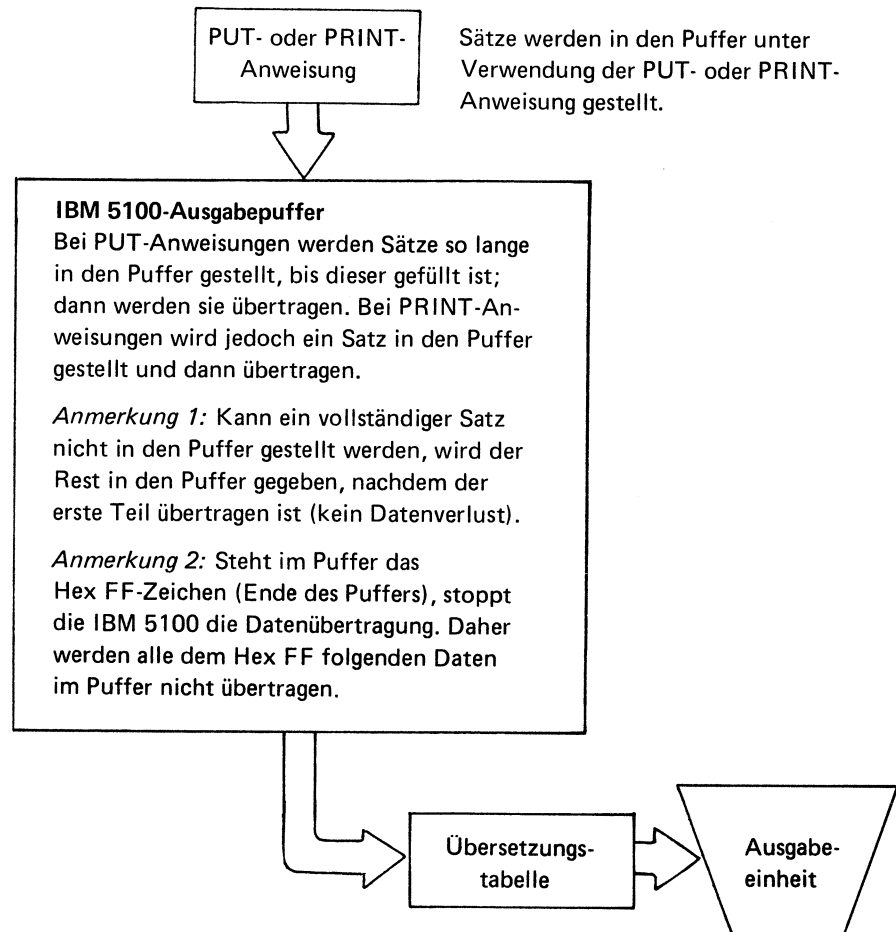 PUT- oder PRINT-
Anweisung
Sätze werden in den Puffer unter
Verwendung der PUT- oder PRINT-
Anweisung gestellt.
IBM 5100-Ausgabepuffer
Bei PUT-Anweisungen werden Sätze so lange
in den Puffer gestellt, bis dieser gefüllt ist;
dann werden sie übertragen. Bei PRINT-An-
weisungen wird jedoch ein Satz in den Puffer
gestellt und dann übertragen.
Anmerkung 1: Kann ein vollständiger Satz
nicht in den Puffer gestellt werden, wird der
Rest in den Puffer gegeben, nachdem der
erste Teil übertragen ist (kein Datenverlust).
Anmerkung 2: Steht im Puffer das
Hex FF-Zeichen (Ende des Puffers), stoppt
die IBM 5100 die Datenübertragung. Daher
werden alle dem Hex FF folgenden Daten
im Puffer nicht übertragen.
Übersetzungs-
tabelle
Ausgabe-
einheit